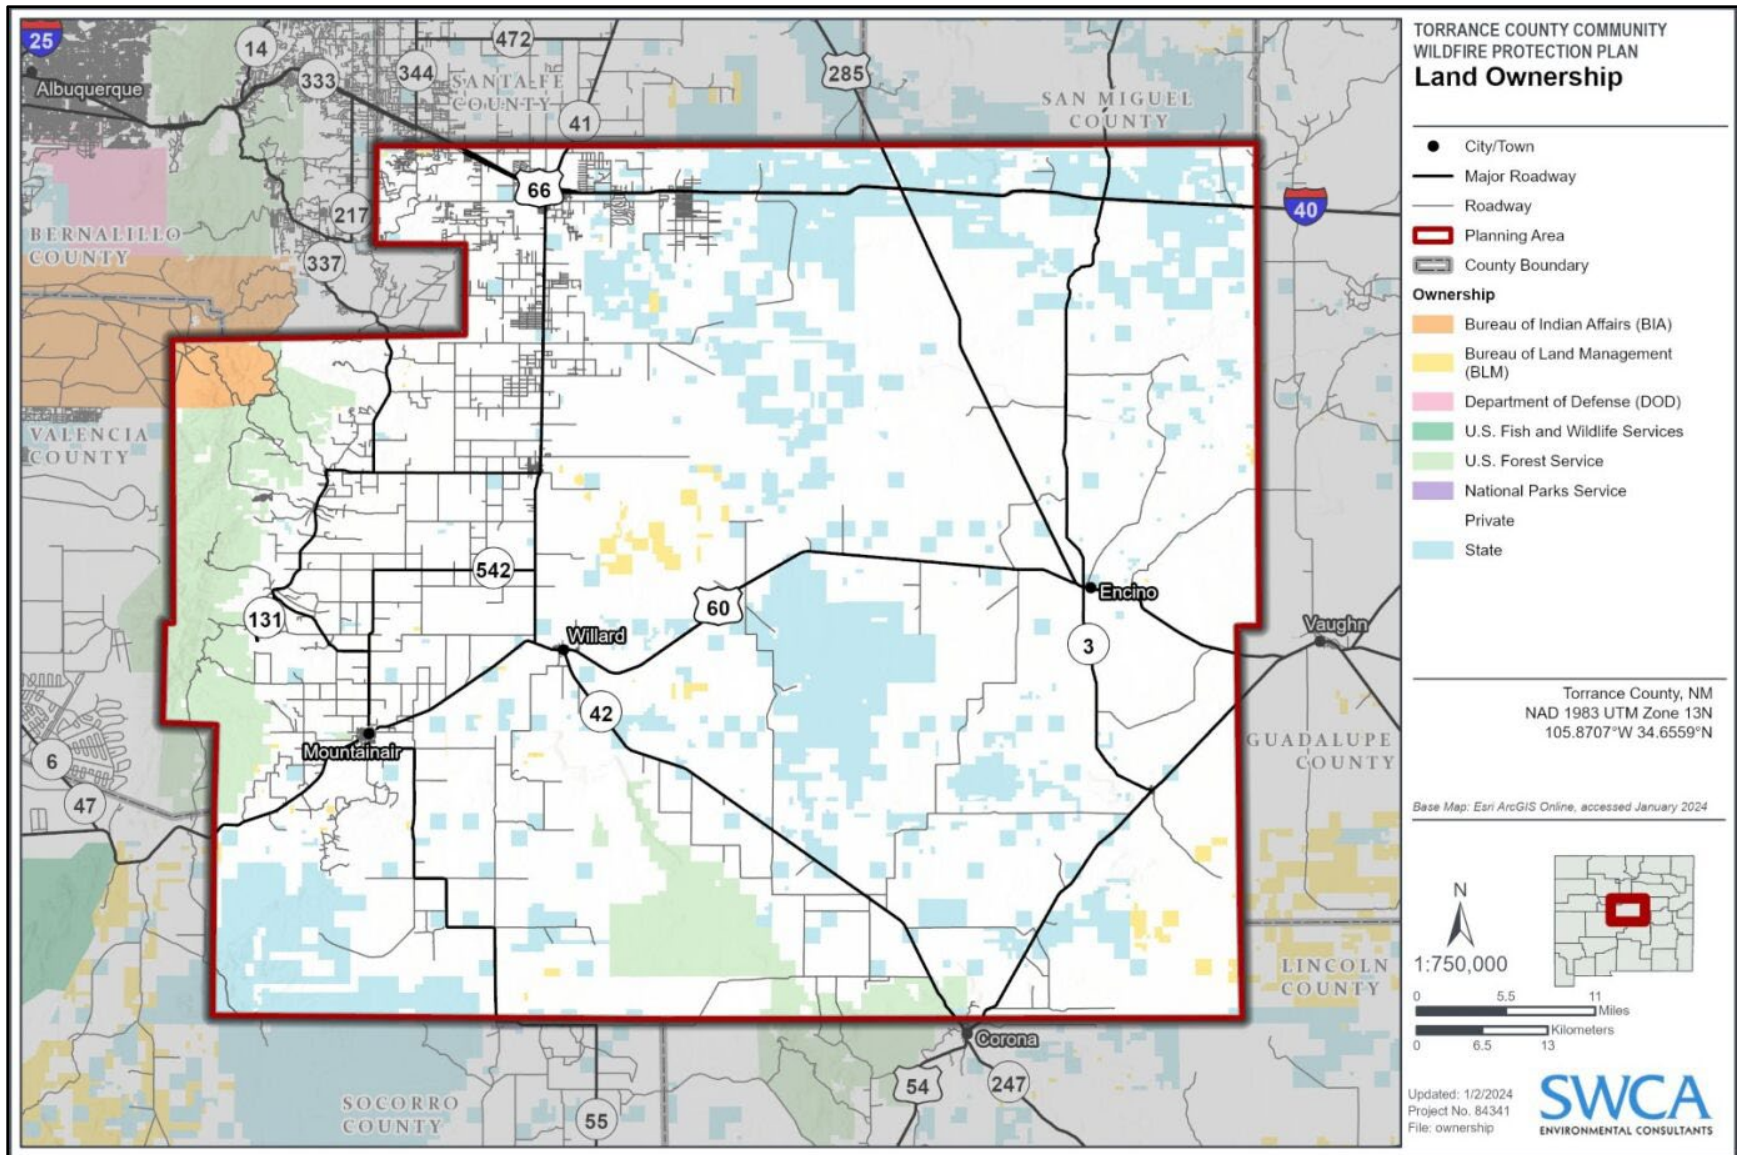 25
14
472
333
344
SANTA FE
COUNTY
285
Albuquerque
41
SAN MIGUEL
COUNTY
66
217
40
BERNALILLO
COUNTY
337
VALENCIA
COUNTY
542
131
60
Encino
Willard
3
Vaughn
42
Mountainair
6
47
GUADALUPE
COUNTY
LINCOLN
COUNTY
Corona
54
247
SOCORRO
COUNTY
55
TORRANCE COUNTY COMMUNITY
WILDFIRE PROTECTION PLAN
Land Ownership
City/Town
Major Roadway
Roadway
Planning Area
County Boundary
Ownership
Bureau of Indian Affairs (BIA)
Bureau of Land Management
(BLM)
Department of Defense (DOD)
U.S. Fish and Wildlife Services
U.S. Forest Service
National Parks Service
Private
State
Torrance County, NM
NAD 1983 UTM Zone 13N
105.8707°W 34.6559°N
Base Map: Esri ArcGIS Online, accessed January 2024
N
1:750,000
0 5.5 11
Miles
Kilometers
0 6.5 13
Updated: 1/2/2024
Project No. 84341
File: ownership
SWCA
ENVIRONMENTAL CONSULTANTS